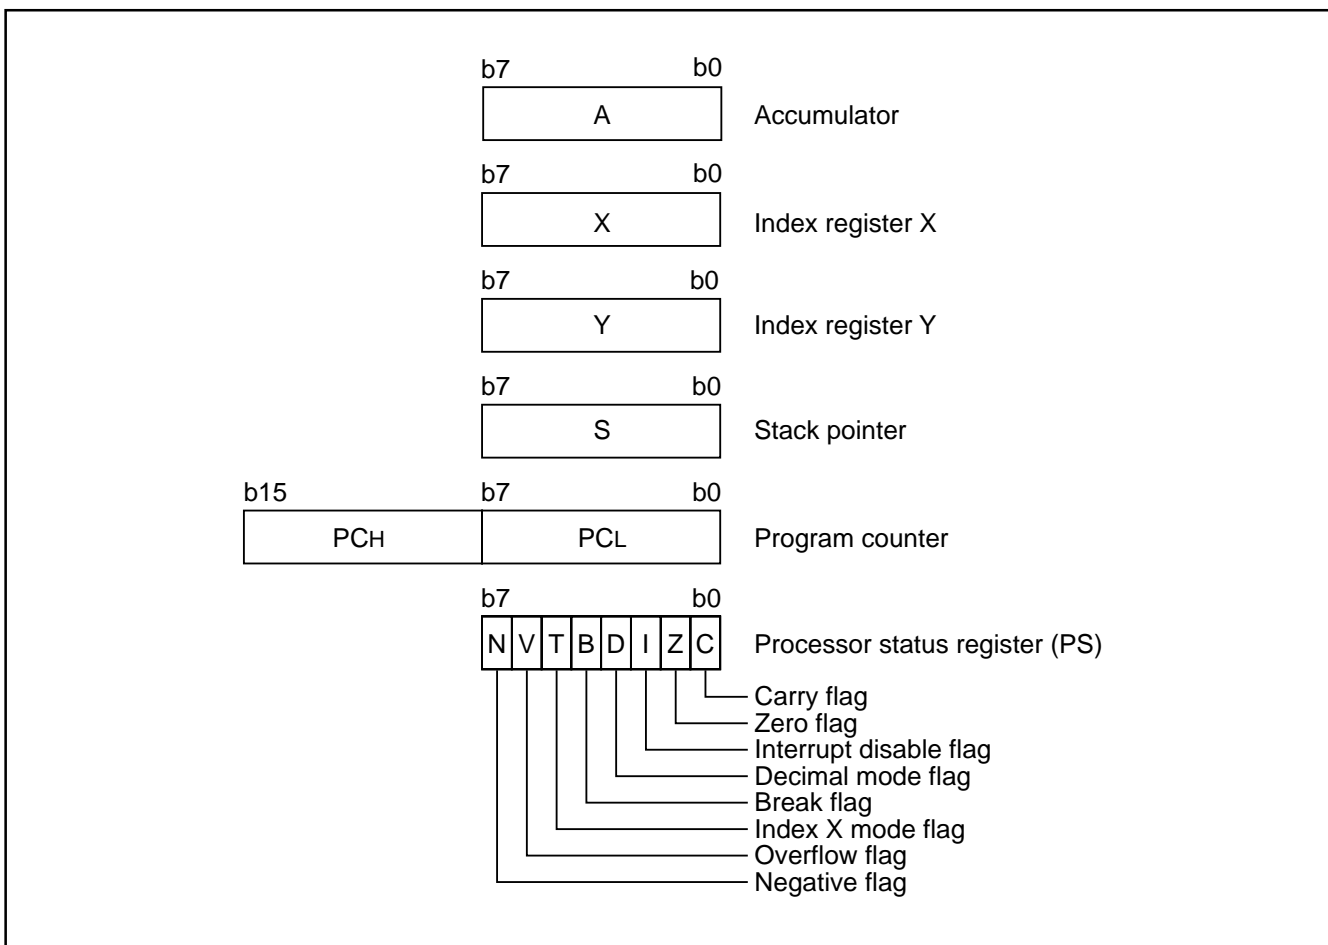 b7 b0
A Accumulator
b7 b0
X Index register X
b7 b0
Y Index register Y
b7 b0
S Stack pointer
b15 b7 b0
PCH PCL Program counter
b7 b0
N V T B D I Z C Processor status register (PS)
Carry flag
Zero flag
Interrupt disable flag
Decimal mode flag
Break flag
Index X mode flag
Overflow flag
Negative flag